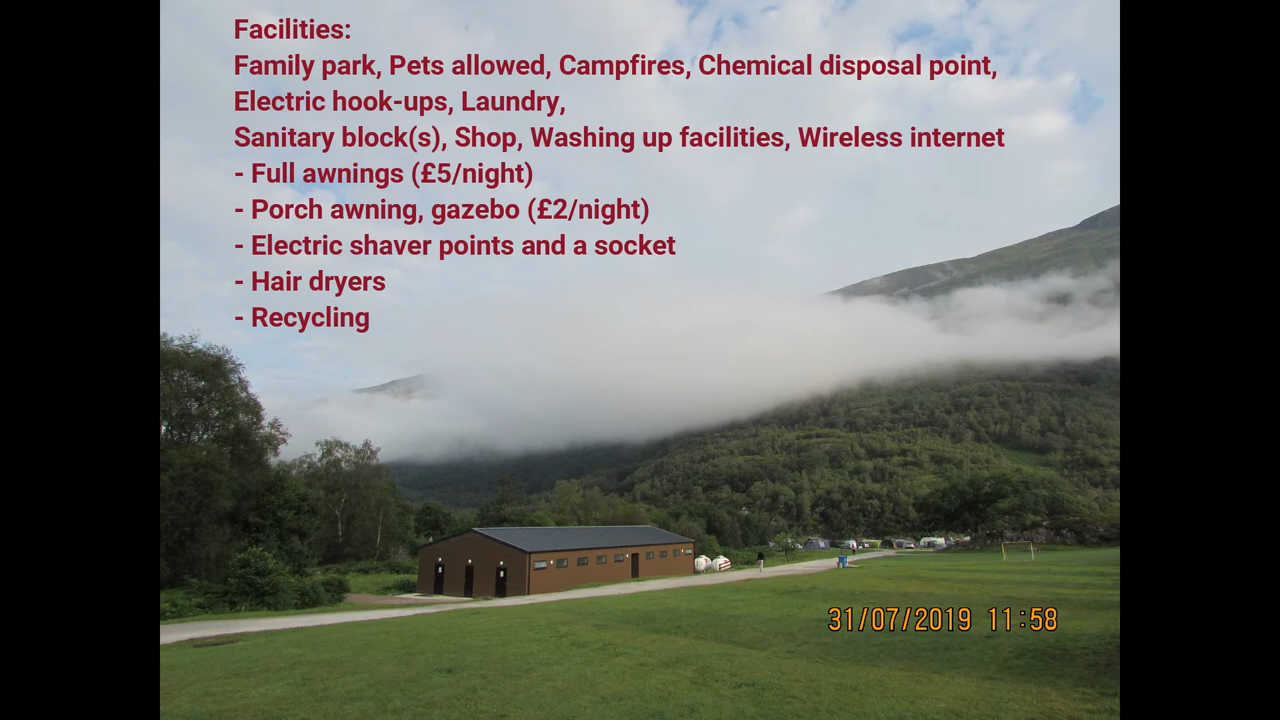 Facilities:
Family park, Pets allowed, Campfires, Chemical disposal point,
Electric hook-ups, Laundry,
Sanitary block(s), Shop, Washing up facilities, Wireless internet
- Full awnings (£5/night)
- Porch awning, gazebo (£2/night)
- Electric shaver points and a socket
- Hair dryers
- Recycling
31/07/2019 11:58